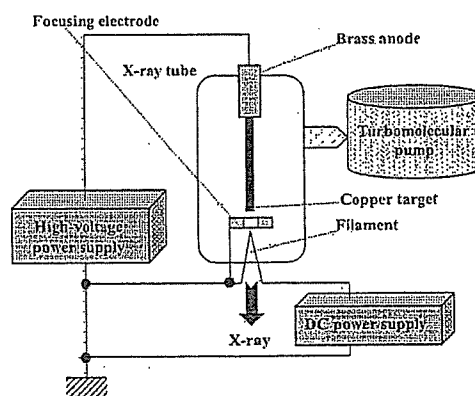 Focusing electrode
Brass anode
X-ray tube
Turbomolecular
pump
Copper target
Filament
High-voltage
power supply
DC power supply
X-ray